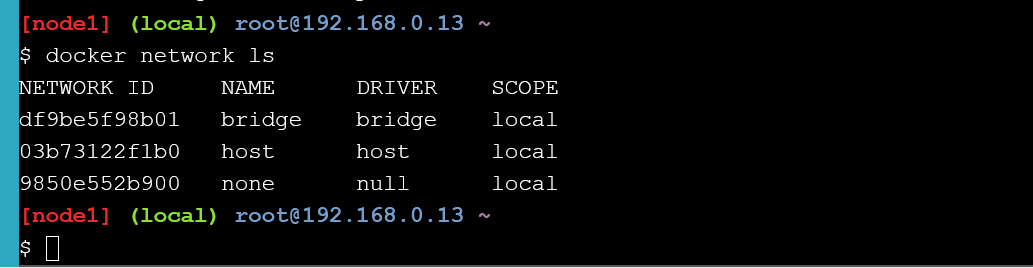 [node1] (local) root@192.168.0.13 ~
$ docker network ls
NETWORK ID     NAME      DRIVER    SCOPE
df9be5f98b01   bridge    bridge    local
03b73122f1b0   host      host      local
9850e552b900   none      null      local
[node1] (local) root@192.168.0.13 ~
$